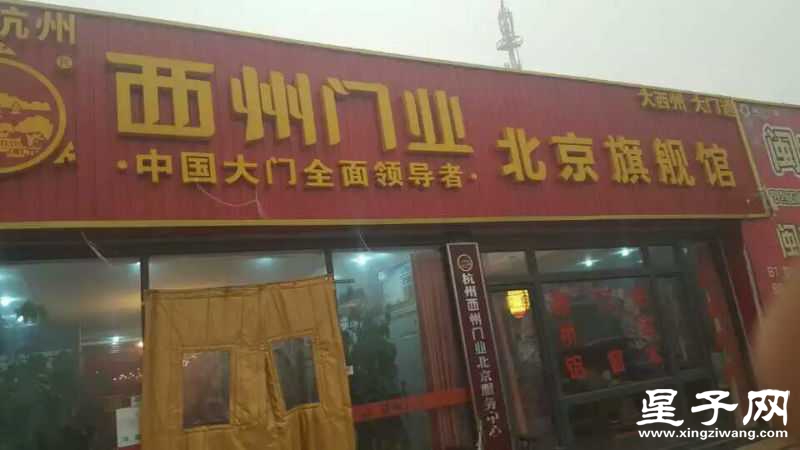 杭州
西州门业
·中国大门全面领导者·
北京旗舰馆
大西州 大门
杭州西州门业北京服务中心
闽
闽
星子网
www.xingziwang.com